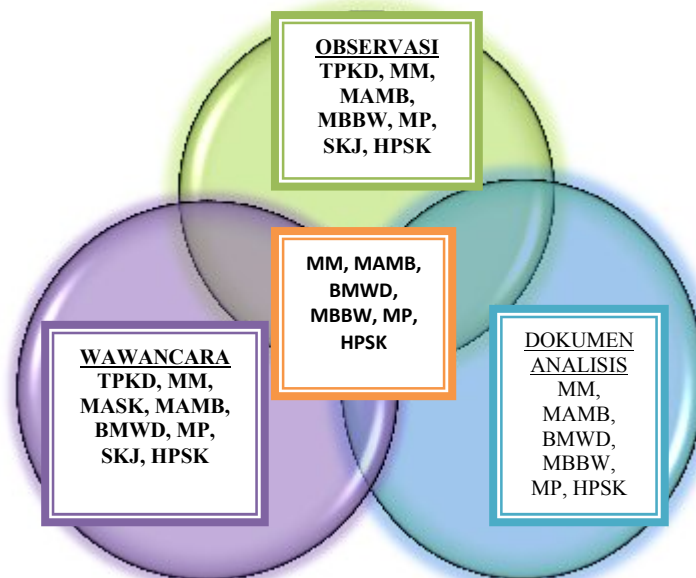 OBSERVASI
TPKD, MM,
MAMB,
MBBW, MP,
SKJ, HPSK
MM, MAMB,
BMWD,
MBBW, MP,
HPSK
WAWANCARA
TPKD, MM,
MASK, MAMB,
BMWD, MP,
SKJ, HPSK
DOKUMEN
ANALISIS
MM,
MAMB,
BMWD,
MBBW,
MP, HPSK